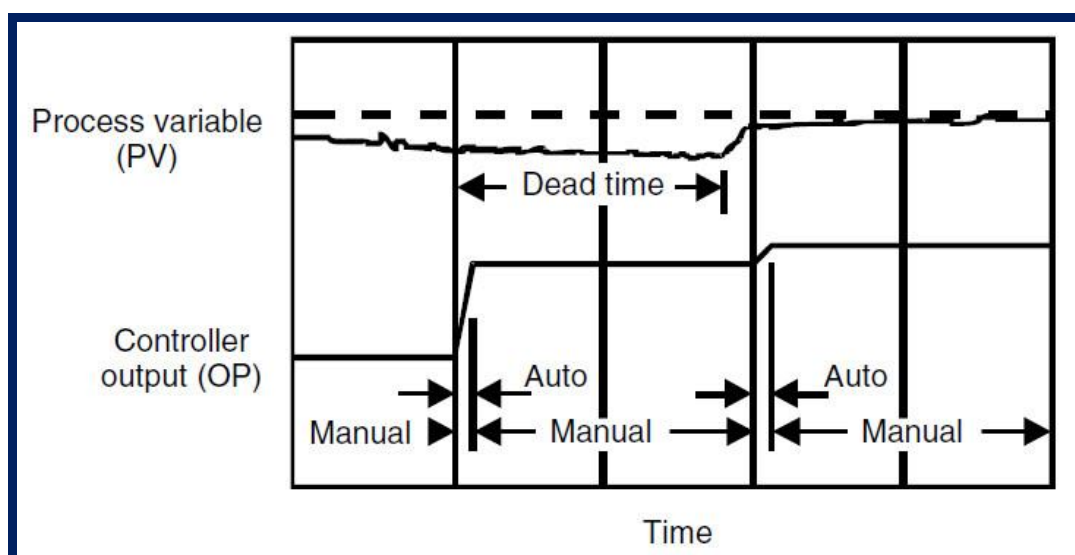 Process variable
(PV)
Dead time
Controller
output (OP)
Auto
Auto
Manual
Manual
Manual
Time